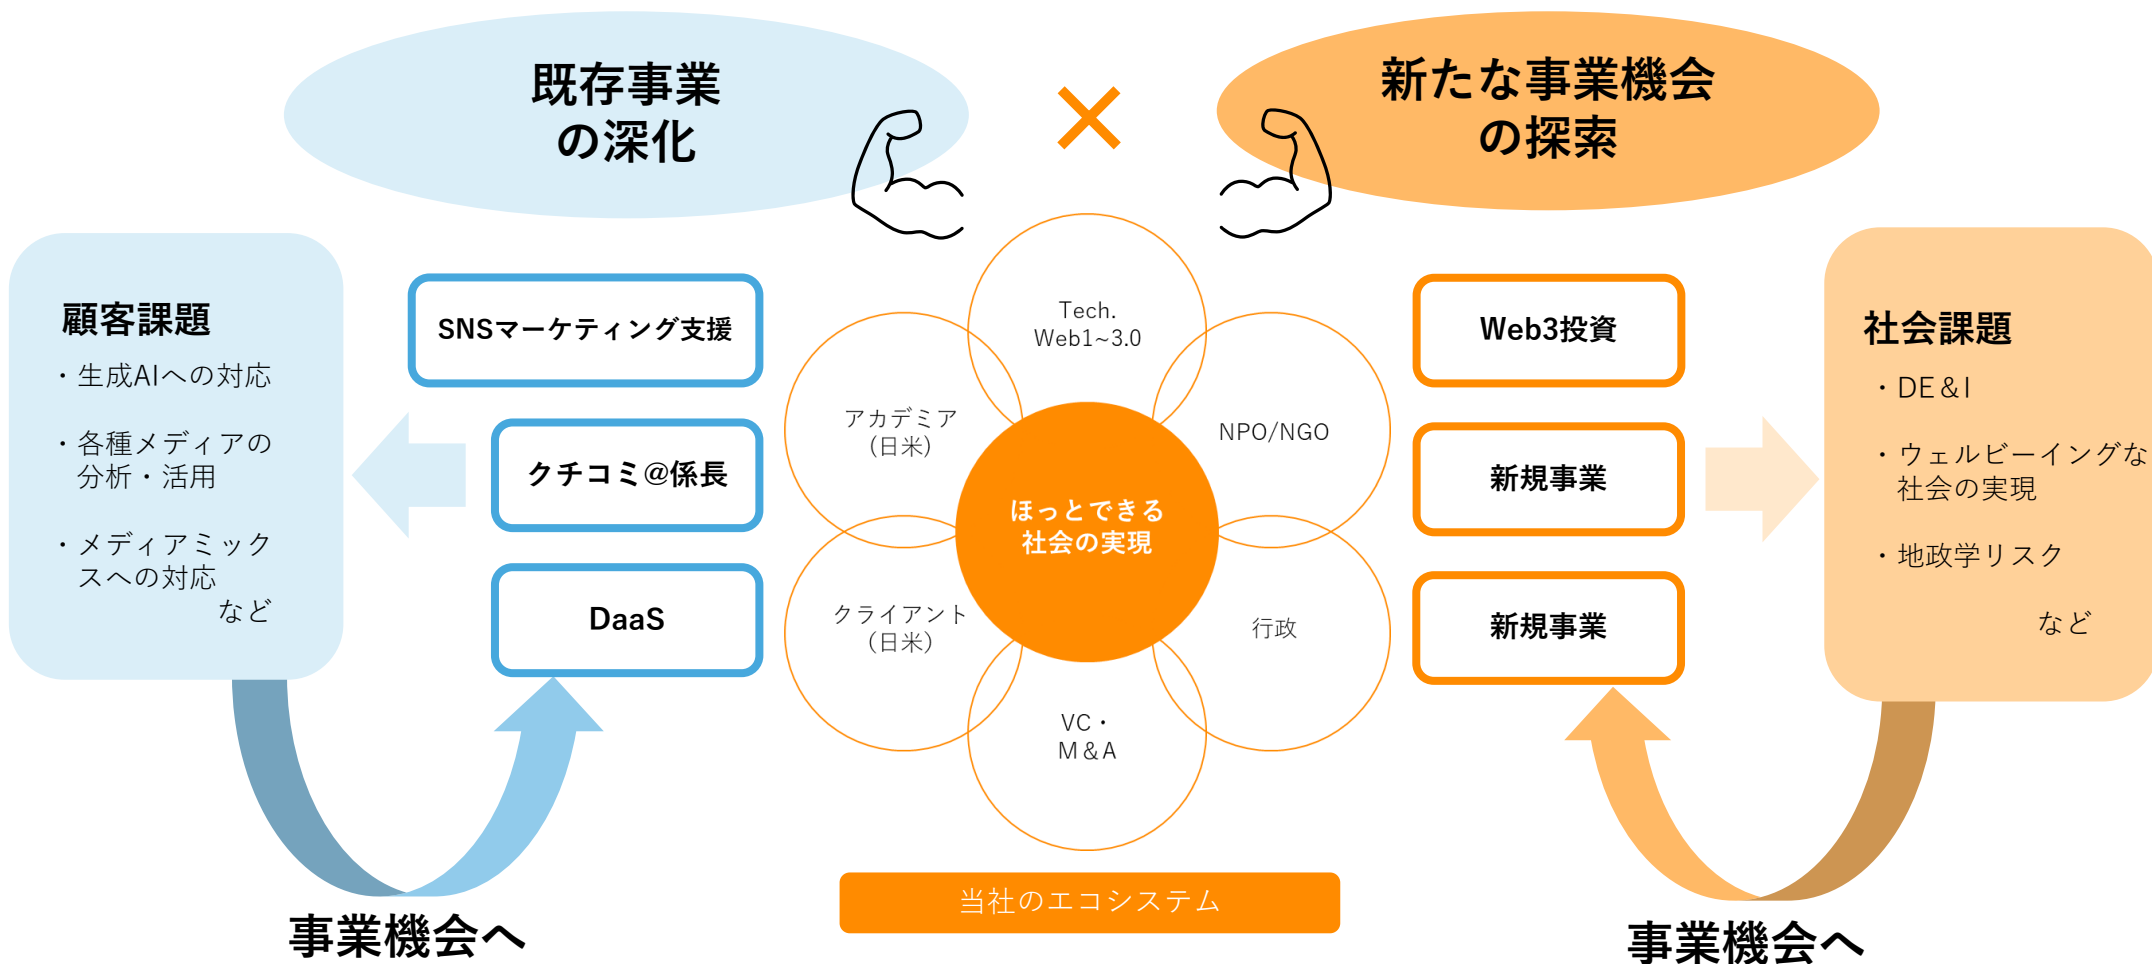 既存事業
の深化
×
新たな事業機会
の探索
顧客課題
・生成AIへの対応
・各種メディアの
分析・活用
・メディアミック
スへの対応
など
SNSマーケティング支援
クチコミ@係長
DaaS
事業機会へ
Tech.
Web1~3.0
アカデミア
(日米)
NPO/NGO
ほっとできる
社会の実現
クライアント
(日米)
行政
VC・
M&A
当社のエコシステム
Web3投資
新規事業
新規事業
社会課題
・DE&I
・ウェルビーイングな
社会の実現
・地政学リスク
など
事業機会へ